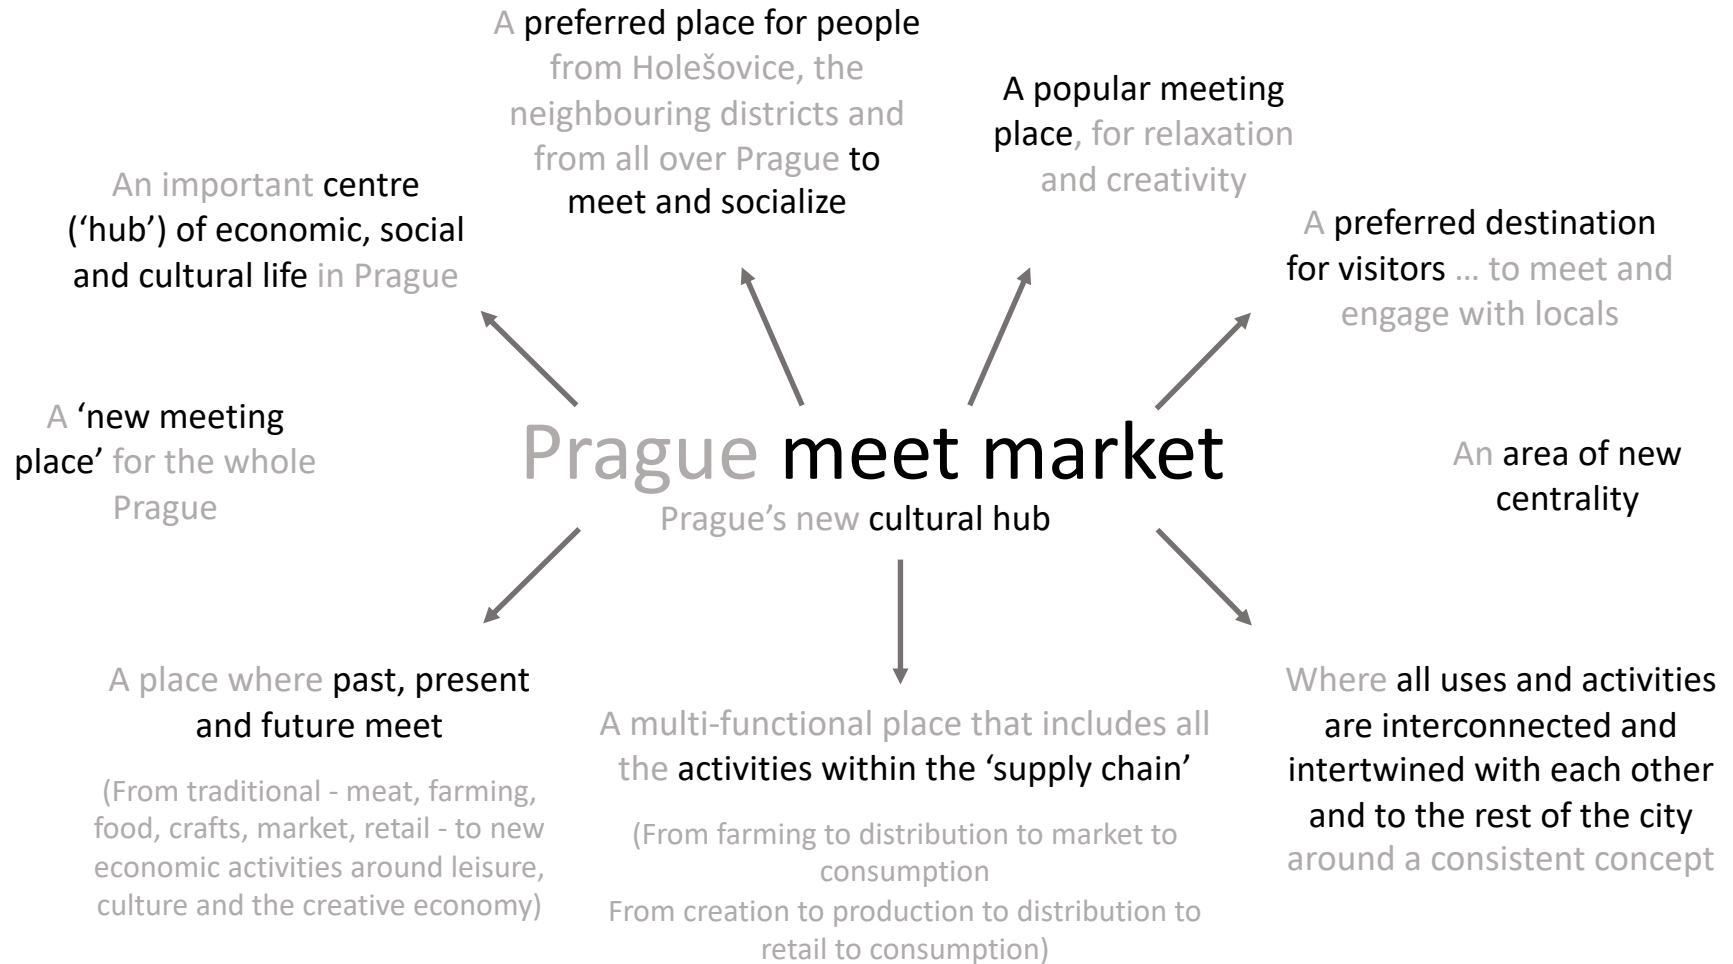 A preferred place for people
from Holešovice, the
neighbouring districts and
from all over Prague to
meet and socialize
A popular meeting
place, for relaxation
and creativity
An important centre
(‘hub’) of economic, social
and cultural life in Prague
A preferred destination
for visitors … to meet and
engage with locals
A ‘new meeting
place’ for the whole
Prague
Prague meet market
Prague’s new cultural hub
An area of new
centrality
A place where past, present
and future meet
(From traditional - meat, farming,
food, crafts, market, retail - to new
economic activities around leisure,
culture and the creative economy)
A multi-functional place that includes all
the activities within the ‘supply chain’
(From farming to distribution to market to
consumption
From creation to production to distribution to
retail to consumption)
Where all uses and activities
are interconnected and
intertwined with each other
and to the rest of the city
around a consistent concept